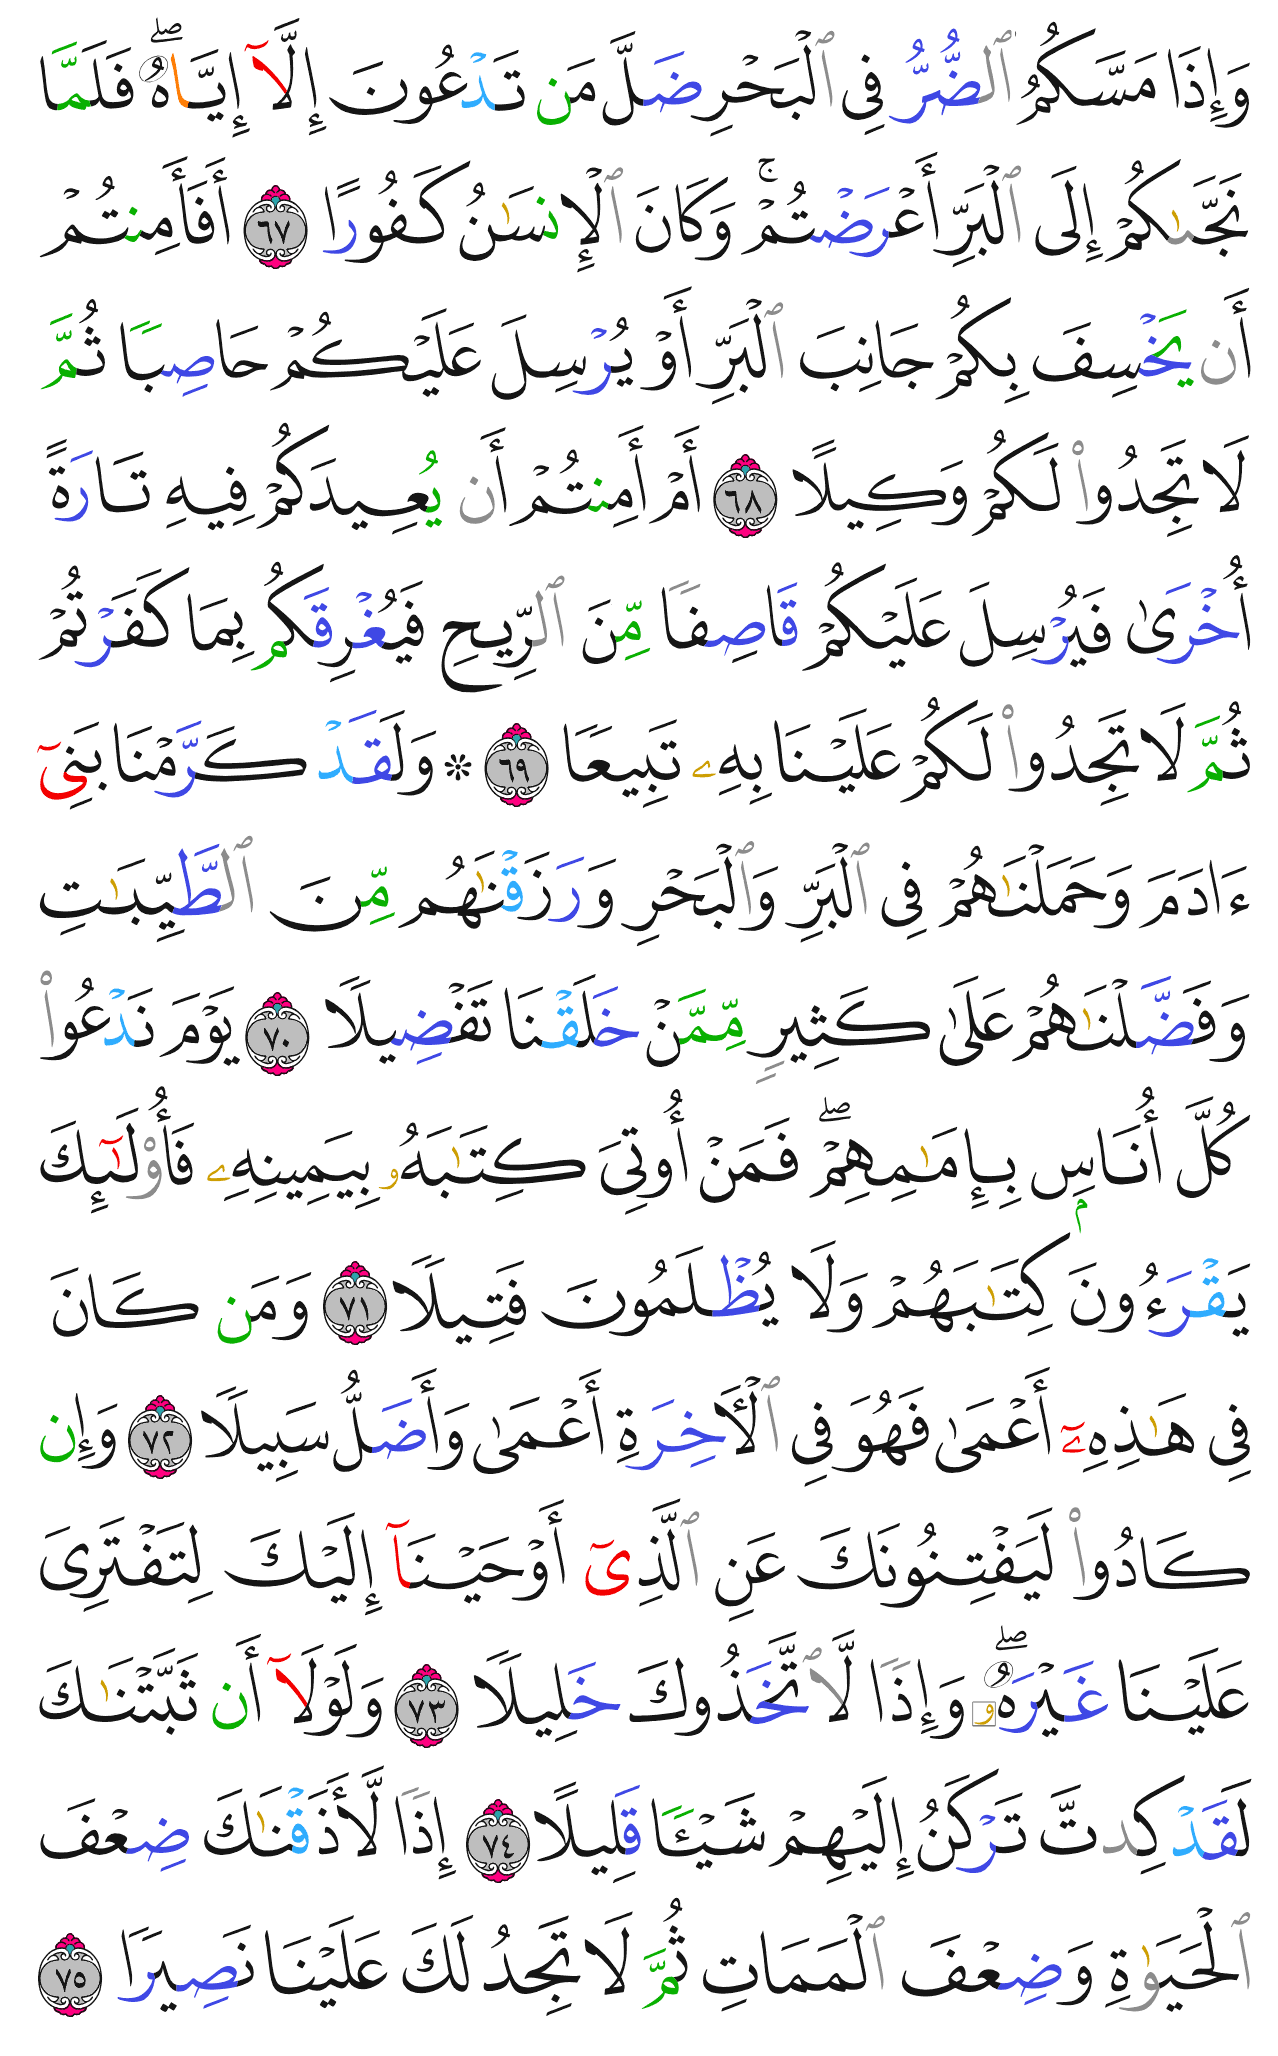 وَإِذَا مَسَّكُمُ ٱلضُّرُّ فِى ٱلْبَحْرِ ضَلَّ مَن تَدْعُونَ إِلَّآ إِيَّاهُ ۖ فَلَمَّا
نَجَّىٰكُمْ إِلَى ٱلْبَرِّ أَعْرَضْتُمْ ۚ وَكَانَ ٱلْإِنسَـٰنُ كَفُورًا ٦٧ أَفَأَمِنتُمْ
أَن يَخْسِفَ بِكُمْ جَانِبَ ٱلْبَرِّ أَوْ يُرْسِلَ عَلَيْكُمْ حَاصِبًا ثُمَّ
لَا تَجِدُوا۟ لَكُمْ وَكِيلًا ٦٨ أَمْ أَمِنتُمْ أَن يُعِيدَكُمْ فِيهِ تَارَةً
أُخْرَىٰ فَيُرْسِلَ عَلَيْكُمْ قَاصِفًا مِّنَ ٱلرِّيحِ فَيُغْرِقَكُم بِمَا كَفَرْتُمْ
ثُمَّ لَا تَجِدُوا۟ لَكُمْ عَلَيْنَا بِهِۦ تَبِيعًا ٦٩ ❊ وَلَقَدْ كَرَّمْنَا بَنِىٓ
ءَادَمَ وَحَمَلْنَـٰهُمْ فِى ٱلْبَرِّ وَٱلْبَحْرِ وَرَزَقْنَـٰهُم مِّنَ ٱلطَّيِّبَـٰتِ
وَفَضَّلْنَـٰهُمْ عَلَىٰ كَثِيرٍ مِّمَّنْ خَلَقْنَا تَفْضِيلًا ٧٠ يَوْمَ نَدْعُوا۟
كُلَّ أُنَاسٍۭ بِإِمَـٰمِهِمْ ۖ فَمَنْ أُوتِىَ كِتَـٰبَهُۥ بِيَمِينِهِۦ فَأُو۟لَـٰٓئِكَ
يَقْرَءُونَ كِتَـٰبَهُمْ وَلَا يُظْلَمُونَ فَتِيلًا ٧١ وَمَن كَانَ
فِى هَـٰذِهِۦٓ أَعْمَىٰ فَهُوَ فِى ٱلْـَٔاخِرَةِ أَعْمَىٰ وَأَضَلُّ سَبِيلًا ٧٢ وَإِن
كَادُوا۟ لَيَفْتِنُونَكَ عَنِ ٱلَّذِىٓ أَوْحَيْنَآ إِلَيْكَ لِتَفْتَرِىَ
عَلَيْنَا غَيْرَهُۥ ۖ وَإِذًا لَّٱتَّخَذُوكَ خَلِيلًا ٧٣ وَلَوْلَآ أَن ثَبَّتْنَـٰكَ
لَقَدْ كِدتَّ تَرْكَنُ إِلَيْهِمْ شَيْـًٔا قَلِيلًا ٧٤ إِذًا لَّأَذَقْنَـٰكَ ضِعْفَ
ٱلْحَيَوٰةِ وَضِعْفَ ٱلْمَمَاتِ ثُمَّ لَا تَجِدُ لَكَ عَلَيْنَا نَصِيرًا ٧٥